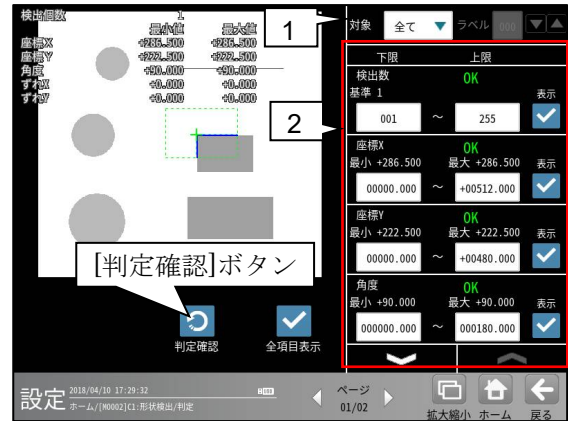 検出個数 1
最小値 最大値
座標X +286.500 +286.500
座標Y +222.500 +222.500
角度 +90.000 +90.000
ずれX +0.000 +0.000
ずれY +0.000 +0.000
1
2
[判定確認]ボタン
判定確認
全項目表示
対象 全て ラベル 000
下限 上限
検出数 OK
基準 1 表示
001 ~ 255
座標X OK
最小 +286.500 最大 +286.500 表示
00000.000 ~ +00512.000
座標Y OK
最小 +222.500 最大 +222.500 表示
00000.000 ~ +00480.000
角度 OK
最小 +90.000 最大 +90.000 表示
000000.000 ~ 000180.000
設定
2018/04/10 17:29:32
ホーム/[M0002]C1:形状検出/判定
ページ
01/02
拡大縮小 ホーム 戻る